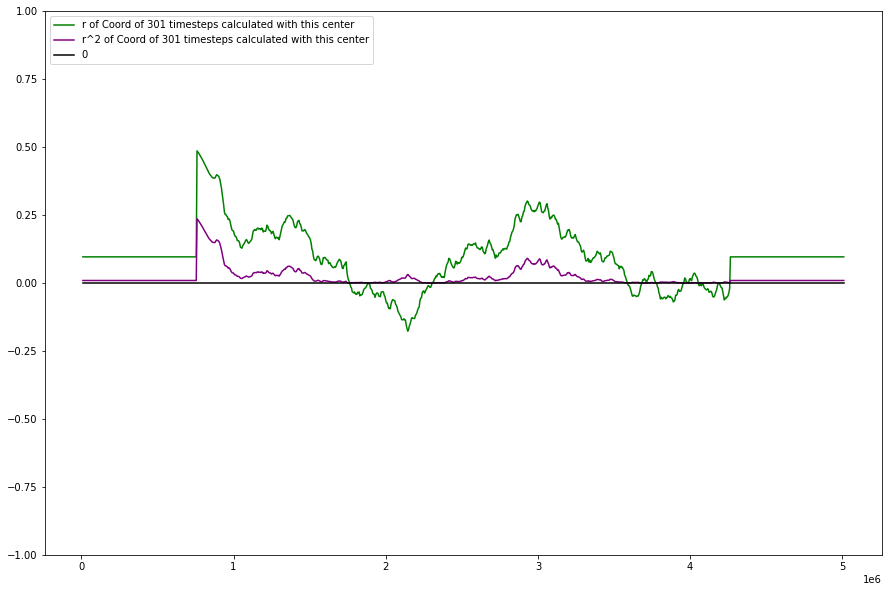 r of Coord of 301 timesteps calculated with this center
r^2 of Coord of 301 timesteps calculated with this center
0
1.00
0.75
0.50
0.25
0.00
−0.25
−0.50
−0.75
−1.00
0 1 2 3 4 5
1e6